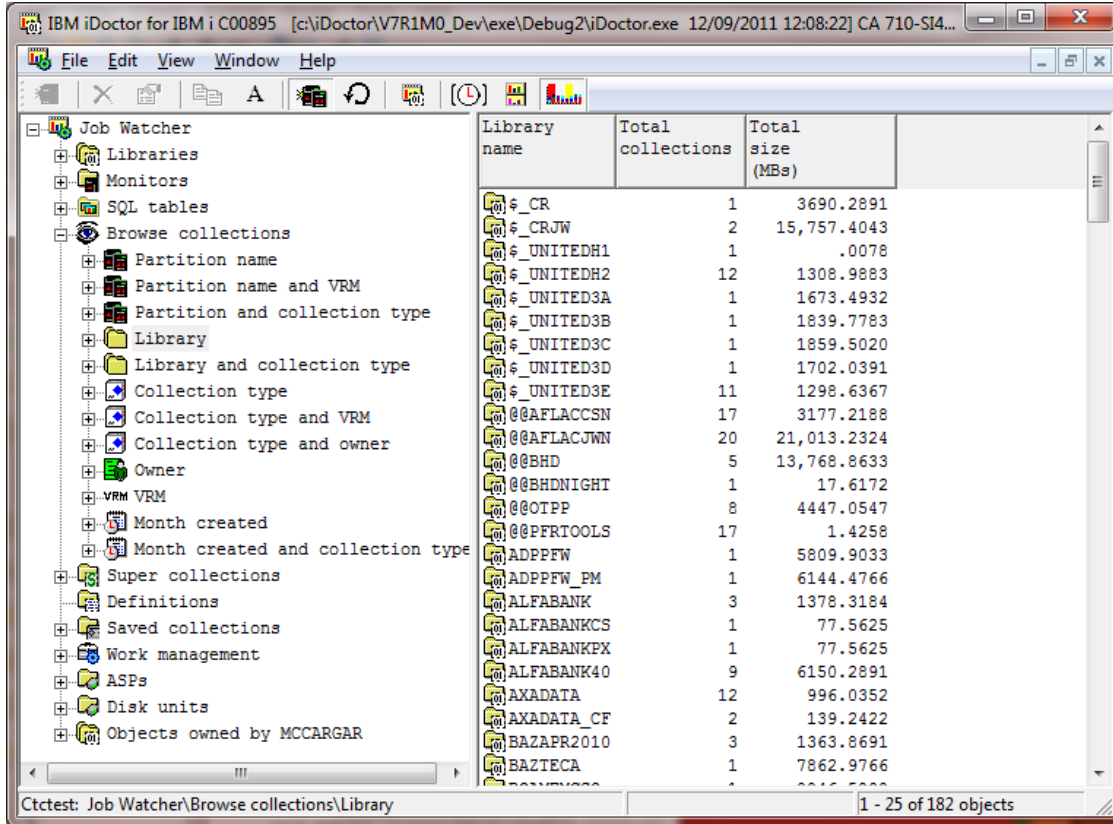 IBM iDoctor for IBM i C00895 [c:\iDoctor\V7R1M0_Dev\exe\Debug2\iDoctor.exe 12/09/2011 12:08:22] CA 710-SI4...
File Edit View Window Help
Job Watcher
Libraries
Monitors
SQL tables
Browse collections
Partition name
Partition name and VRM
Partition and collection type
Library
Library and collection type
Collection type
Collection type and VRM
Collection type and owner
Owner
VRM VRM
Month created
Month created and collection type
Super collections
Definitions
Saved collections
Work management
ASPs
Disk units
Objects owned by MCCARGAR
Library name Total collections Total size (MBs)
$_CR 1 3690.2891
$_CRJW 2 15,757.4043
$_UNITEDH1 1 .0078
$_UNITEDH2 12 1308.9883
$_UNITED3A 1 1673.4932
$_UNITED3B 1 1839.7783
$_UNITED3C 1 1859.5020
$_UNITED3D 1 1702.0391
$_UNITED3E 11 1298.6367
@@AFLACCSN 17 3177.2188
@@AFLACJWN 20 21,013.2324
@@BHD 5 13,768.8633
@@BHDNIGHT 1 17.6172
@@OTPP 8 4447.0547
@@PFRTOOLS 17 1.4258
ADPPFW 1 5809.9033
ADPPFW_PM 1 6144.4766
ALFABANK 3 1378.3184
ALFABANKCS 1 77.5625
ALFABANKPX 1 77.5625
ALFABANK40 9 6150.2891
AXADATA 12 996.0352
AXADATA_CF 2 139.2422
BAZAPR2010 3 1363.8691
BAZTECA 1 7862.9766
Ctctest: Job Watcher\Browse collections\Library
1 - 25 of 182 objects